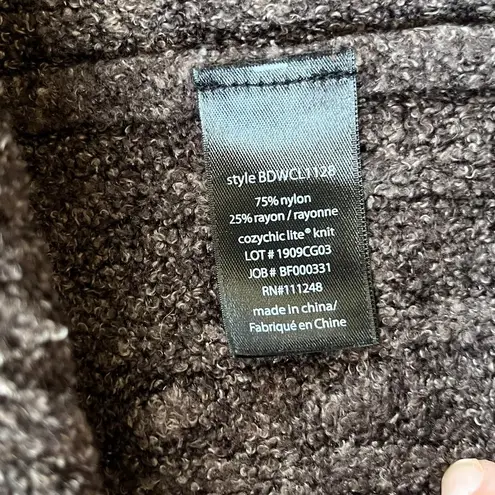 style BDWCL1128
75% nylon
25% rayon / rayonne
cozychic lite® knit
LOT # 1909CG03
JOB# BF000331
RN#111248
made in china/
Fabriqué en Chine